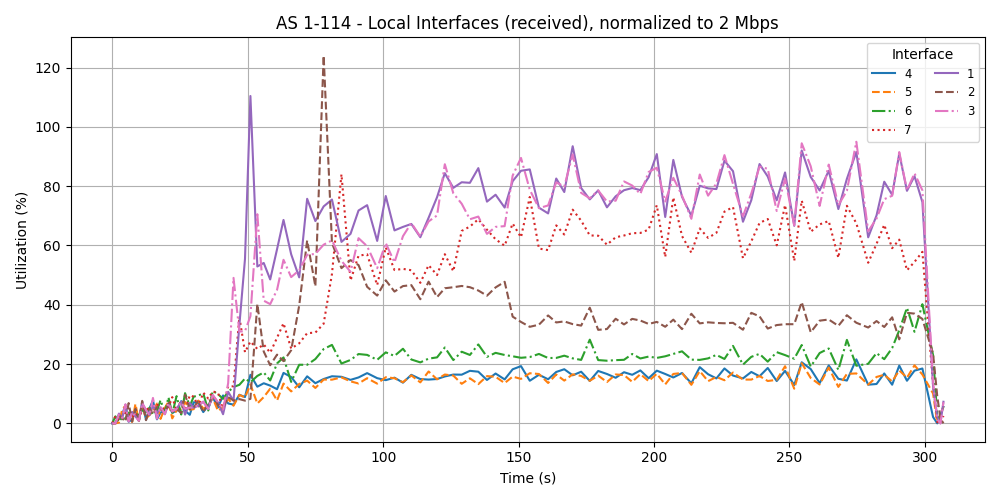 AS 1-114 - Local Interfaces (received), normalized to 2 Mbps
Utilization (%)
120
100
80
60
40
20
0
0 50 100 150 200 250 300
Time (s)
Interface
4 1
5 2
6 3
7